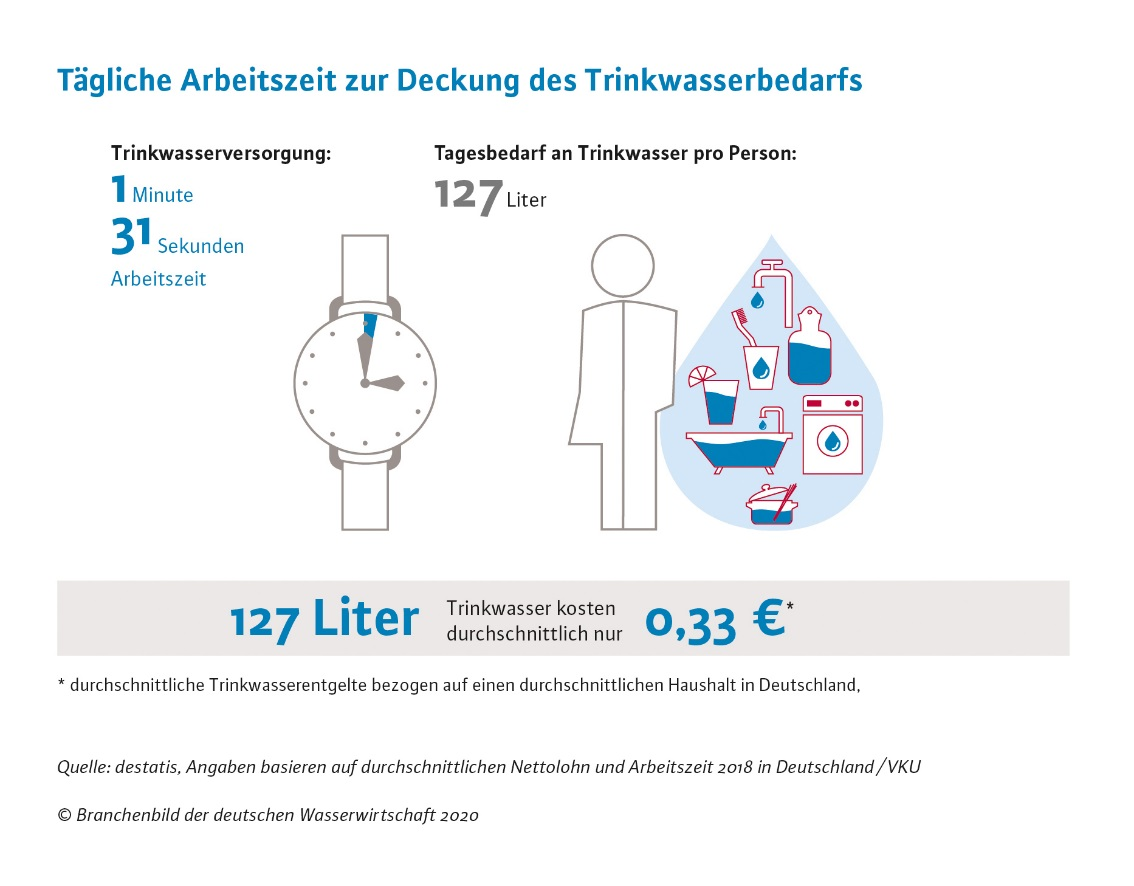 Tägliche Arbeitszeit zur Deckung des Trinkwasserbedarfs
Trinkwasserversorgung:
1 Minute
31 Sekunden
Arbeitszeit
Tagesbedarf an Trinkwasser pro Person:
127 Liter
127 Liter
Trinkwasser kosten
durchschnittlich nur
0,33 €*
* durchschnittliche Trinkwasserentgelte bezogen auf einen durchschnittlichen Haushalt in Deutschland,
Quelle: destatis, Angaben basieren auf durchschnittlichen Nettolohn und Arbeitszeit 2018 in Deutschland/VKU
© Branchenbild der deutschen Wasserwirtschaft 2020